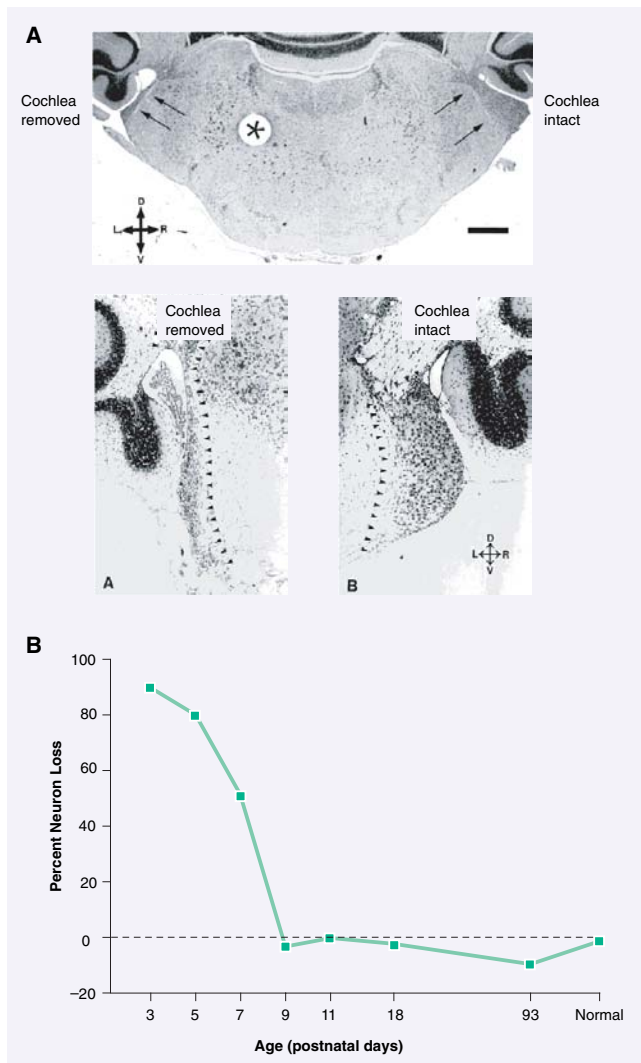 A
Cochlea
removed
Cochlea
intact
*
D
L R
V
Cochlea
removed
Cochlea
intact
A
B
D
L R
V
B
100
80
60
40
20
0
–20
Percent Neuron Loss
3 5 7 9 11 18 93 Normal
Age (postnatal days)